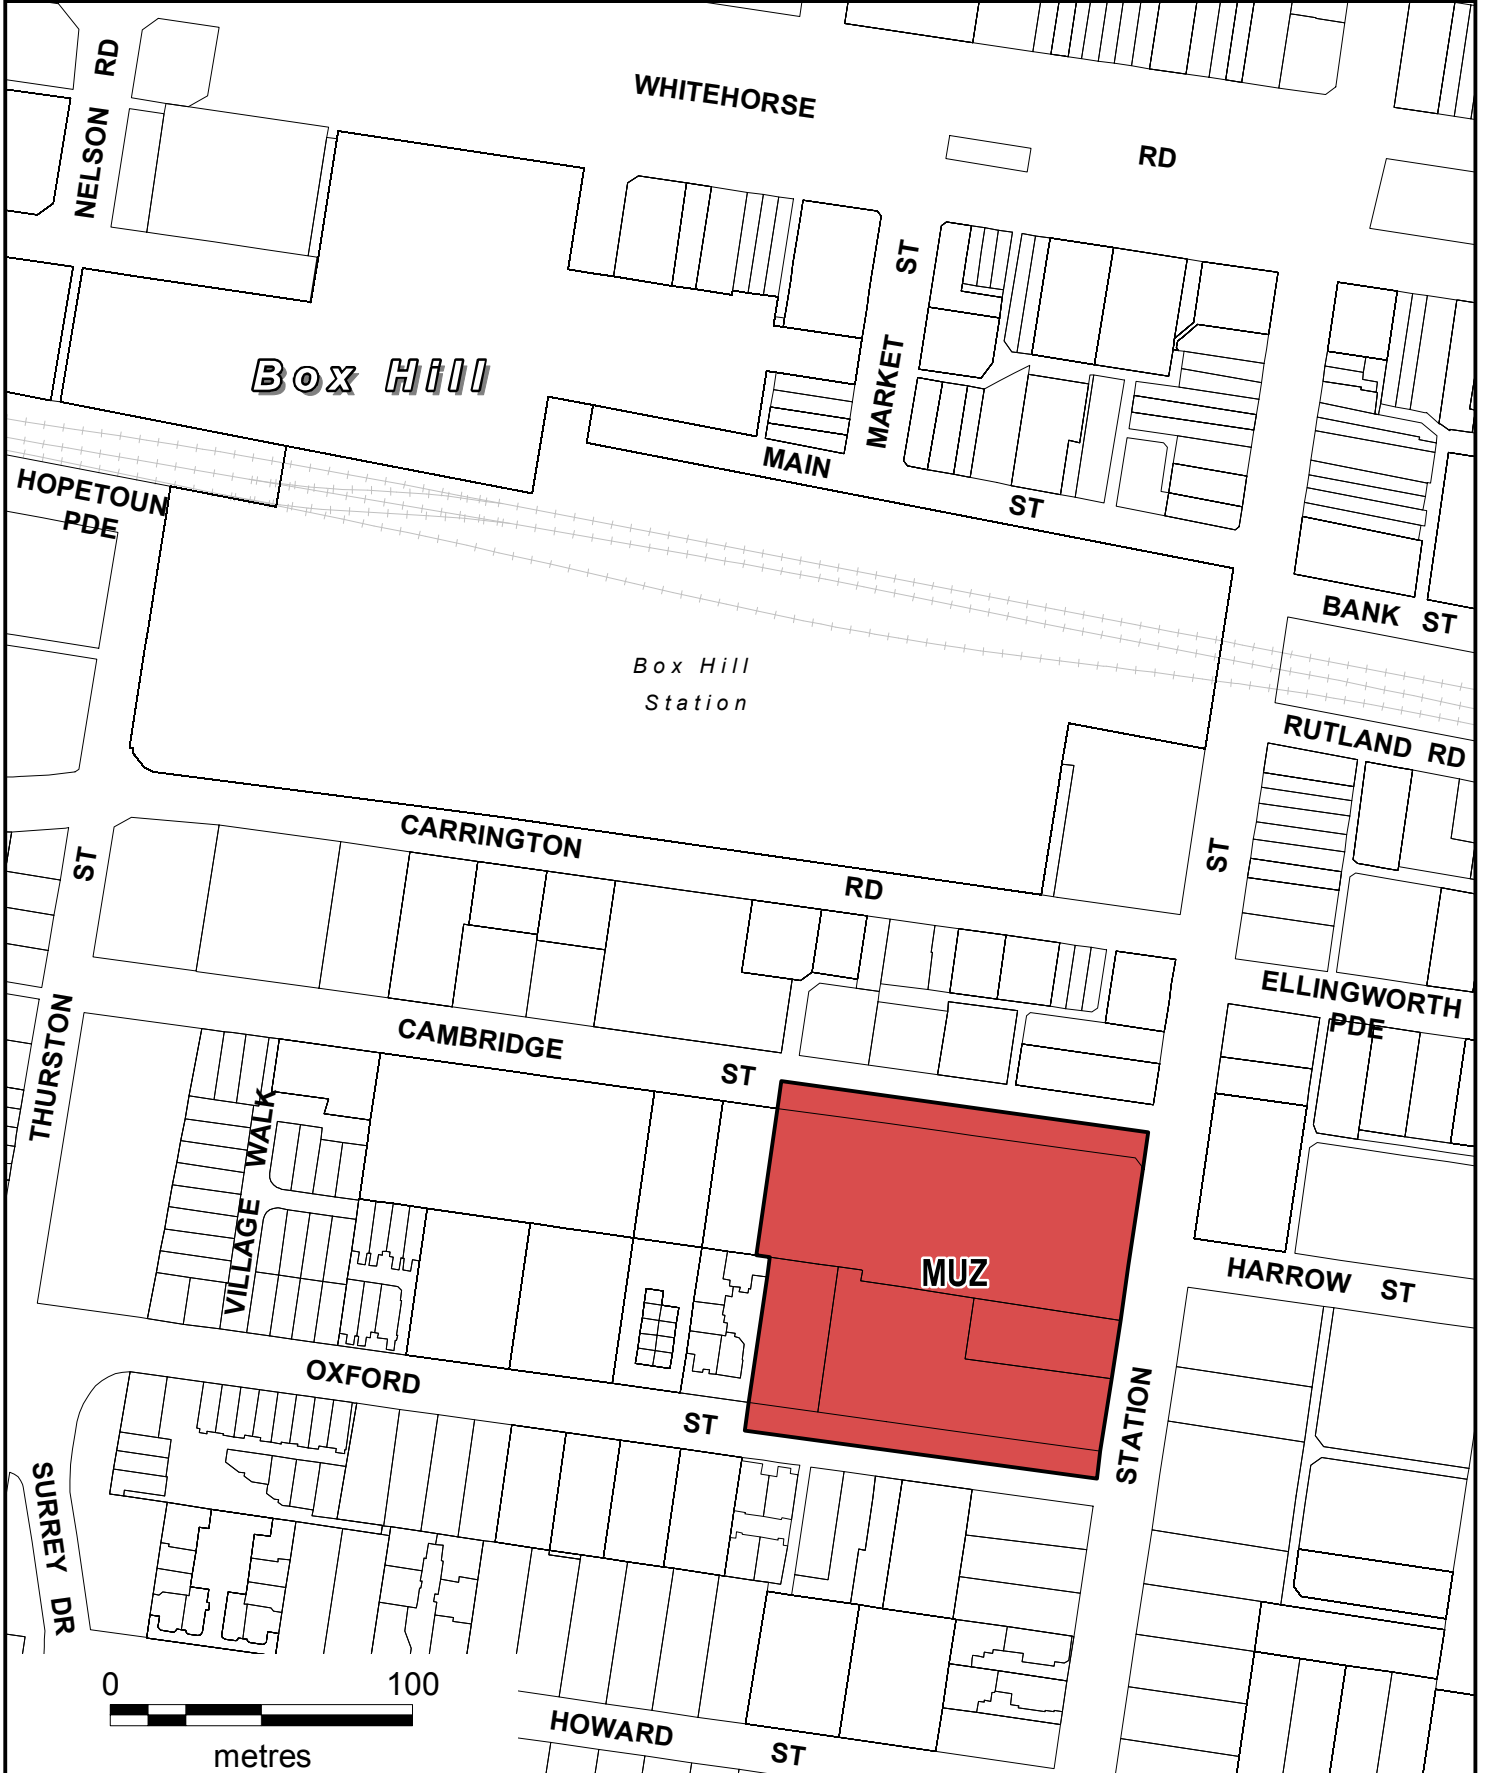 NELSON RD
WHITEHORSE RD
MARKET ST
Box Hill
MAIN ST
HOPETOUN
PDE
BANK ST
Box Hill
Station
RUTLAND RD
CARRINGTON RD
THURSTON ST
STATION ST
ELLINGWORTH
PDE
CAMBRIDGE ST
VILLAGE WALK
MUZ
HARROW ST
OXFORD ST
SURREY DR
HOWARD ST
0 100
metres